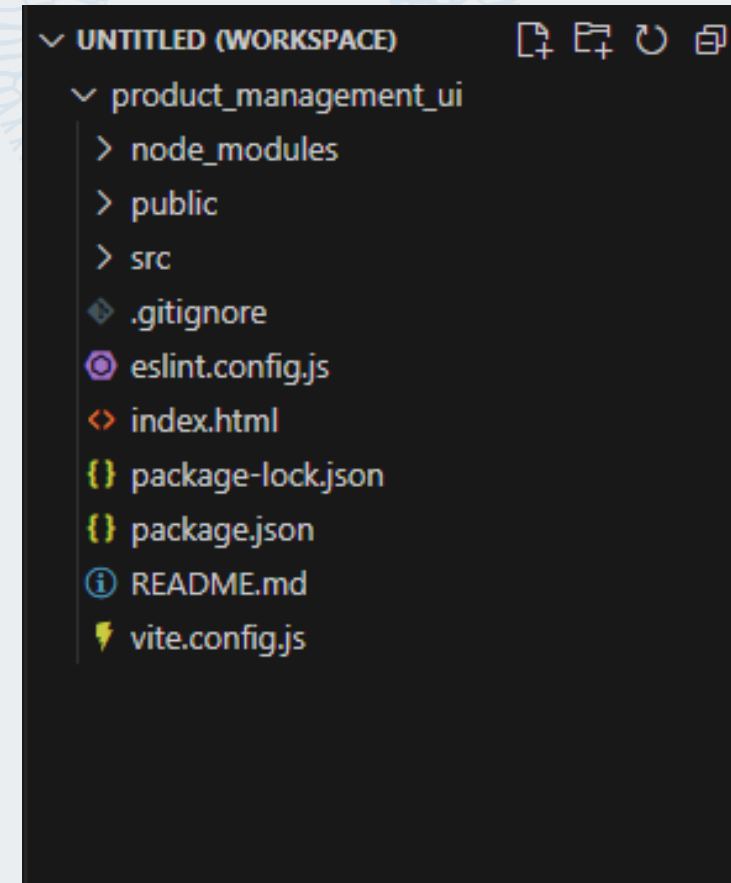 UNTITLED (WORKSPACE)
product_management_ui
node_modules
public
src
.gitignore
eslint.config.js
index.html
package-lock.json
package.json
README.md
vite.config.js